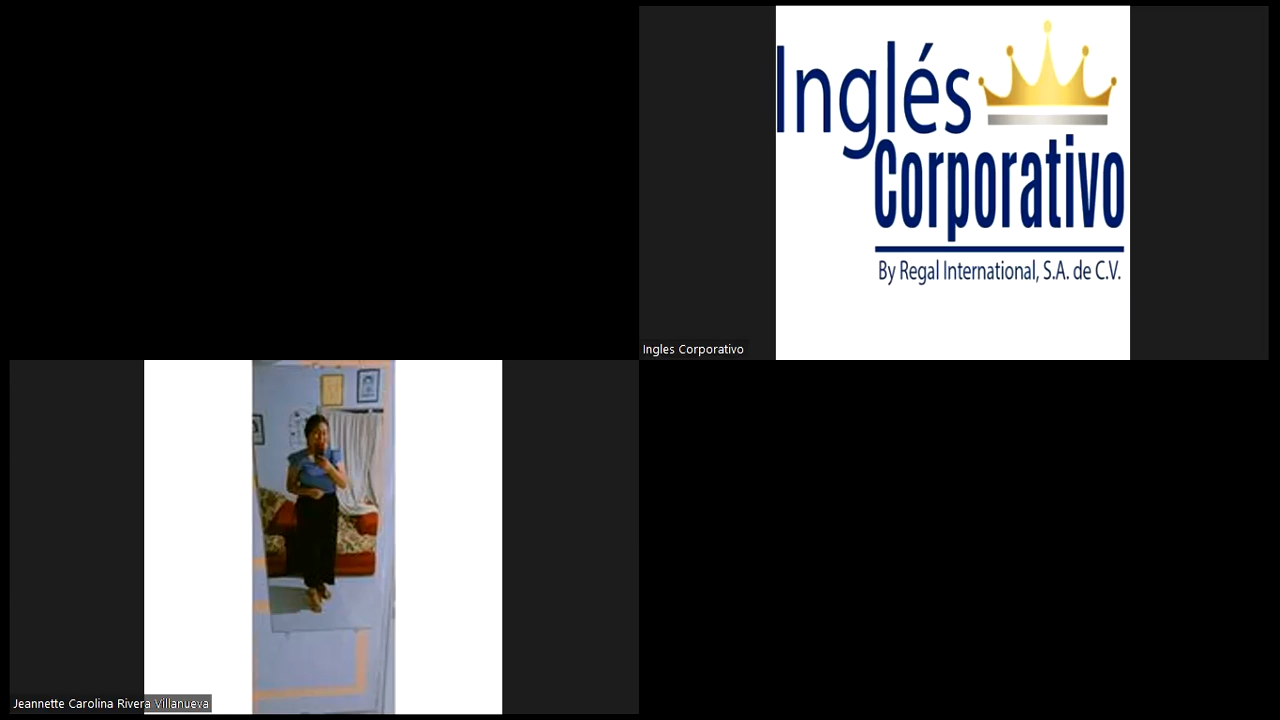 Inglés
Corporativo
By Regal International, S.A. de C.V.
Ingles Corporativo
Jeannette Carolina Rivera Villanueva